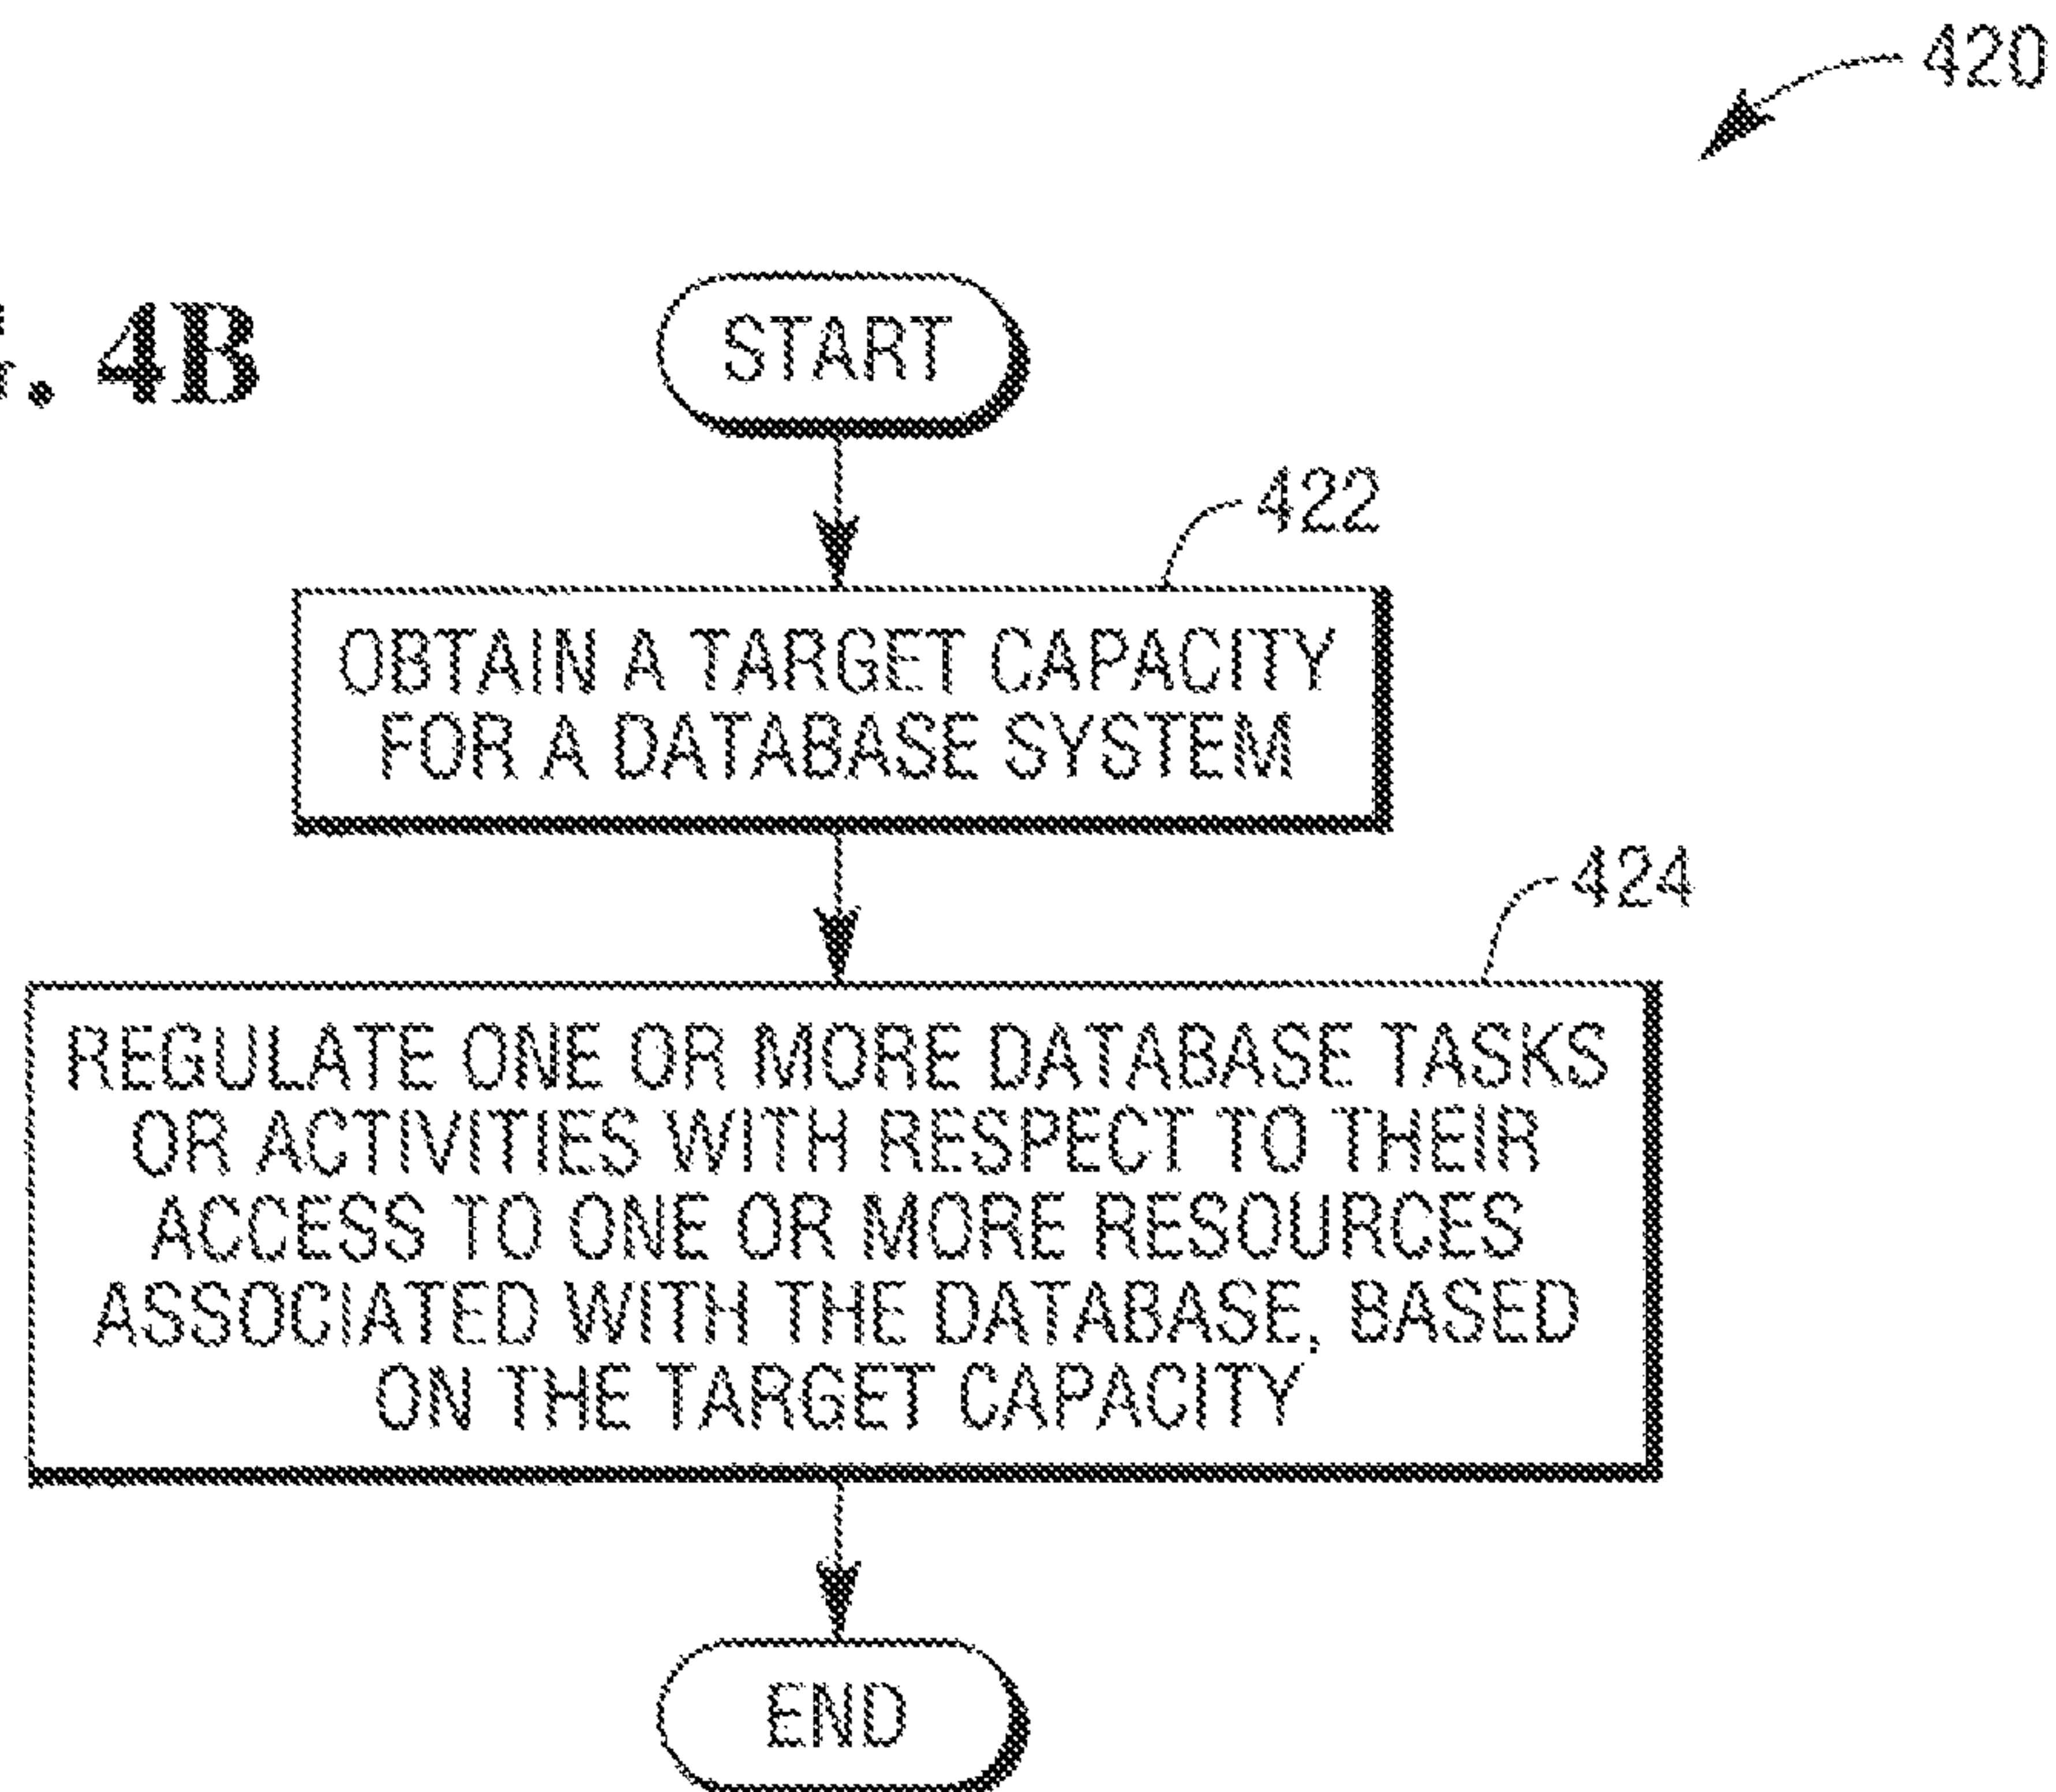 420
. 4B
START
422
OBTAIN A TARGET CAPACITY
FOR A DATABASE SYSTEM
424
REGULATE ONE OR MORE DATABASE TASKS
OR ACTIVITIES WITH RESPECT TO THEIR
ACCESS TO ONE OR MORE RESOURCES
ASSOCIATED WITH THE DATABASE, BASED
ON THE TARGET CAPACITY
END